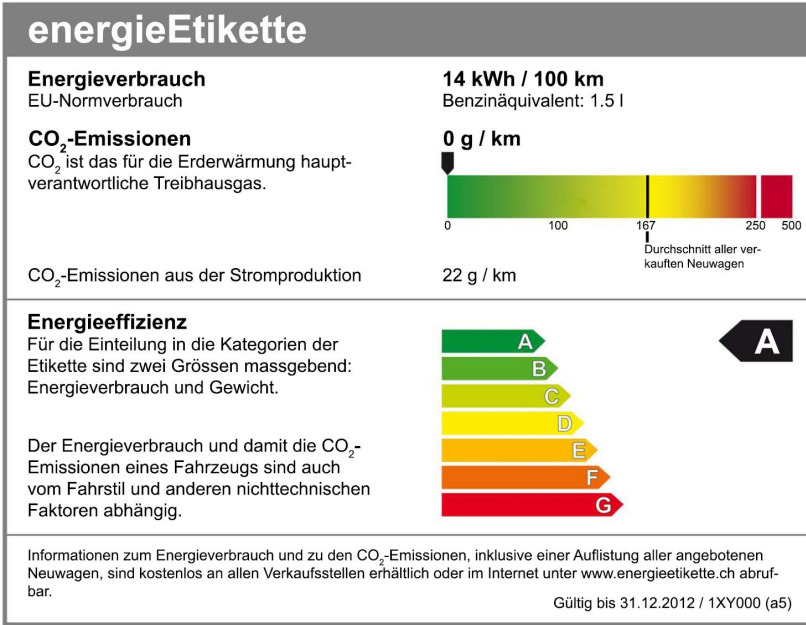 energieEtikette
Energieverbrauch
EU-Normverbrauch
14 kWh / 100 km
Benzinäquivalent: 1.5 l
CO₂-Emissionen
CO₂ ist das für die Erderwärmung haupt-
verantwortliche Treibhausgas.
0 g / km
0 100 167 250 500
Durchschnitt aller ver-
kauften Neuwagen
CO₂-Emissionen aus der Stromproduktion
22 g / km
Energieeffizienz
Für die Einteilung in die Kategorien der
Etikette sind zwei Grössen massgebend:
Energieverbrauch und Gewicht.
Der Energieverbrauch und damit die CO₂-
Emissionen eines Fahrzeugs sind auch
vom Fahrstil und anderen nichttechnischen
Faktoren abhängig.
A
B
C
D
E
F
G
A
Informationen zum Energieverbrauch und zu den CO₂-Emissionen, inklusive einer Auflistung aller angebotenen
Neuwagen, sind kostenlos an allen Verkaufsstellen erhältlich oder im Internet unter www.energieetikette.ch abruf-
bar.
Gültig bis 31.12.2012 / 1XY000 (a5)